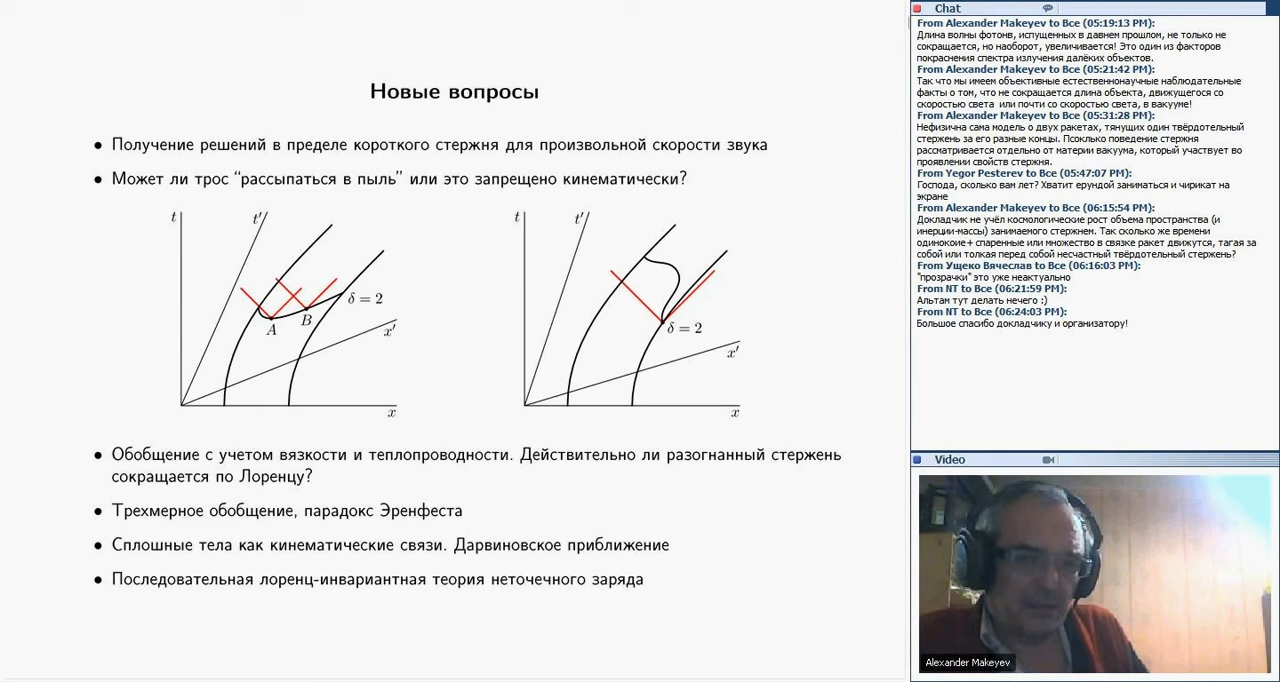 Новые вопросы
• Получение решений в пределе короткого стержня для произвольной скорости звука
• Может ли трос “рассыпаться в пыль” или это запрещено кинематически?
t
t′
δ = 2
A
B
x′
x
t
t′
δ = 2
x′
x
• Обобщение с учетом вязкости и теплопроводности. Действительно ли разогнанный стержень
сокращается по Лоренцу?
• Трехмерное обобщение, парадокс Эренфеста
• Сплошные тела как кинематические связи. Дарвиновское приближение
• Последовательная лоренц-инвариантная теория неточечного заряда
Chat
From Alexander Makeyev to Все (05:19:13 PM):
Длина волны фотонв, испущенных в давнем прошлом, не только не
сокращается, но наоборот, увеличивается! Это один из факторов
покраснения спектра излучения далёких объектов.
From Alexander Makeyev to Все (05:21:42 PM):
Так что мы имеем объективные естественнонаучные наблюдательные
факты о том, что не сокращается длина объекта, движущегося со
скоростью света или почти со скоростью света, в вакууме!
From Alexander Makeyev to Все (05:31:28 PM):
Нефизична сама модель о двух ракетах, тянущих один твёрдотельный
стержень за его разные концы. Псоклько поведение стержня
рассматривается отдельно от материи вакуума, который участвует во
проявлении свойств стержня.
From Yegor Pesterev to Все (05:47:07 PM):
Господа, сколько вам лет? Хватит ерундой заниматься и чирикат на
экране
From Alexander Makeyev to Все (06:15:54 PM):
Докладчик не учёл космологические рост объема пространства (и
инерции-массы) занимаемого стержнем. Так сколько же времени
одинокоие+ спаренные или множество в связке ракет движутся, тагая за
собой или толкая перед собой несчастный твёрдотельный стержень?
From Ущеко Вячеслав to Все (06:16:03 PM):
"прозрачки" это уже неактуально
From NT to Все (06:21:59 PM):
Альтам тут делать нечего :)
From NT to Все (06:24:03 PM):
Большое спасибо докладчику и организатору!
Video
Alexander Makeyev